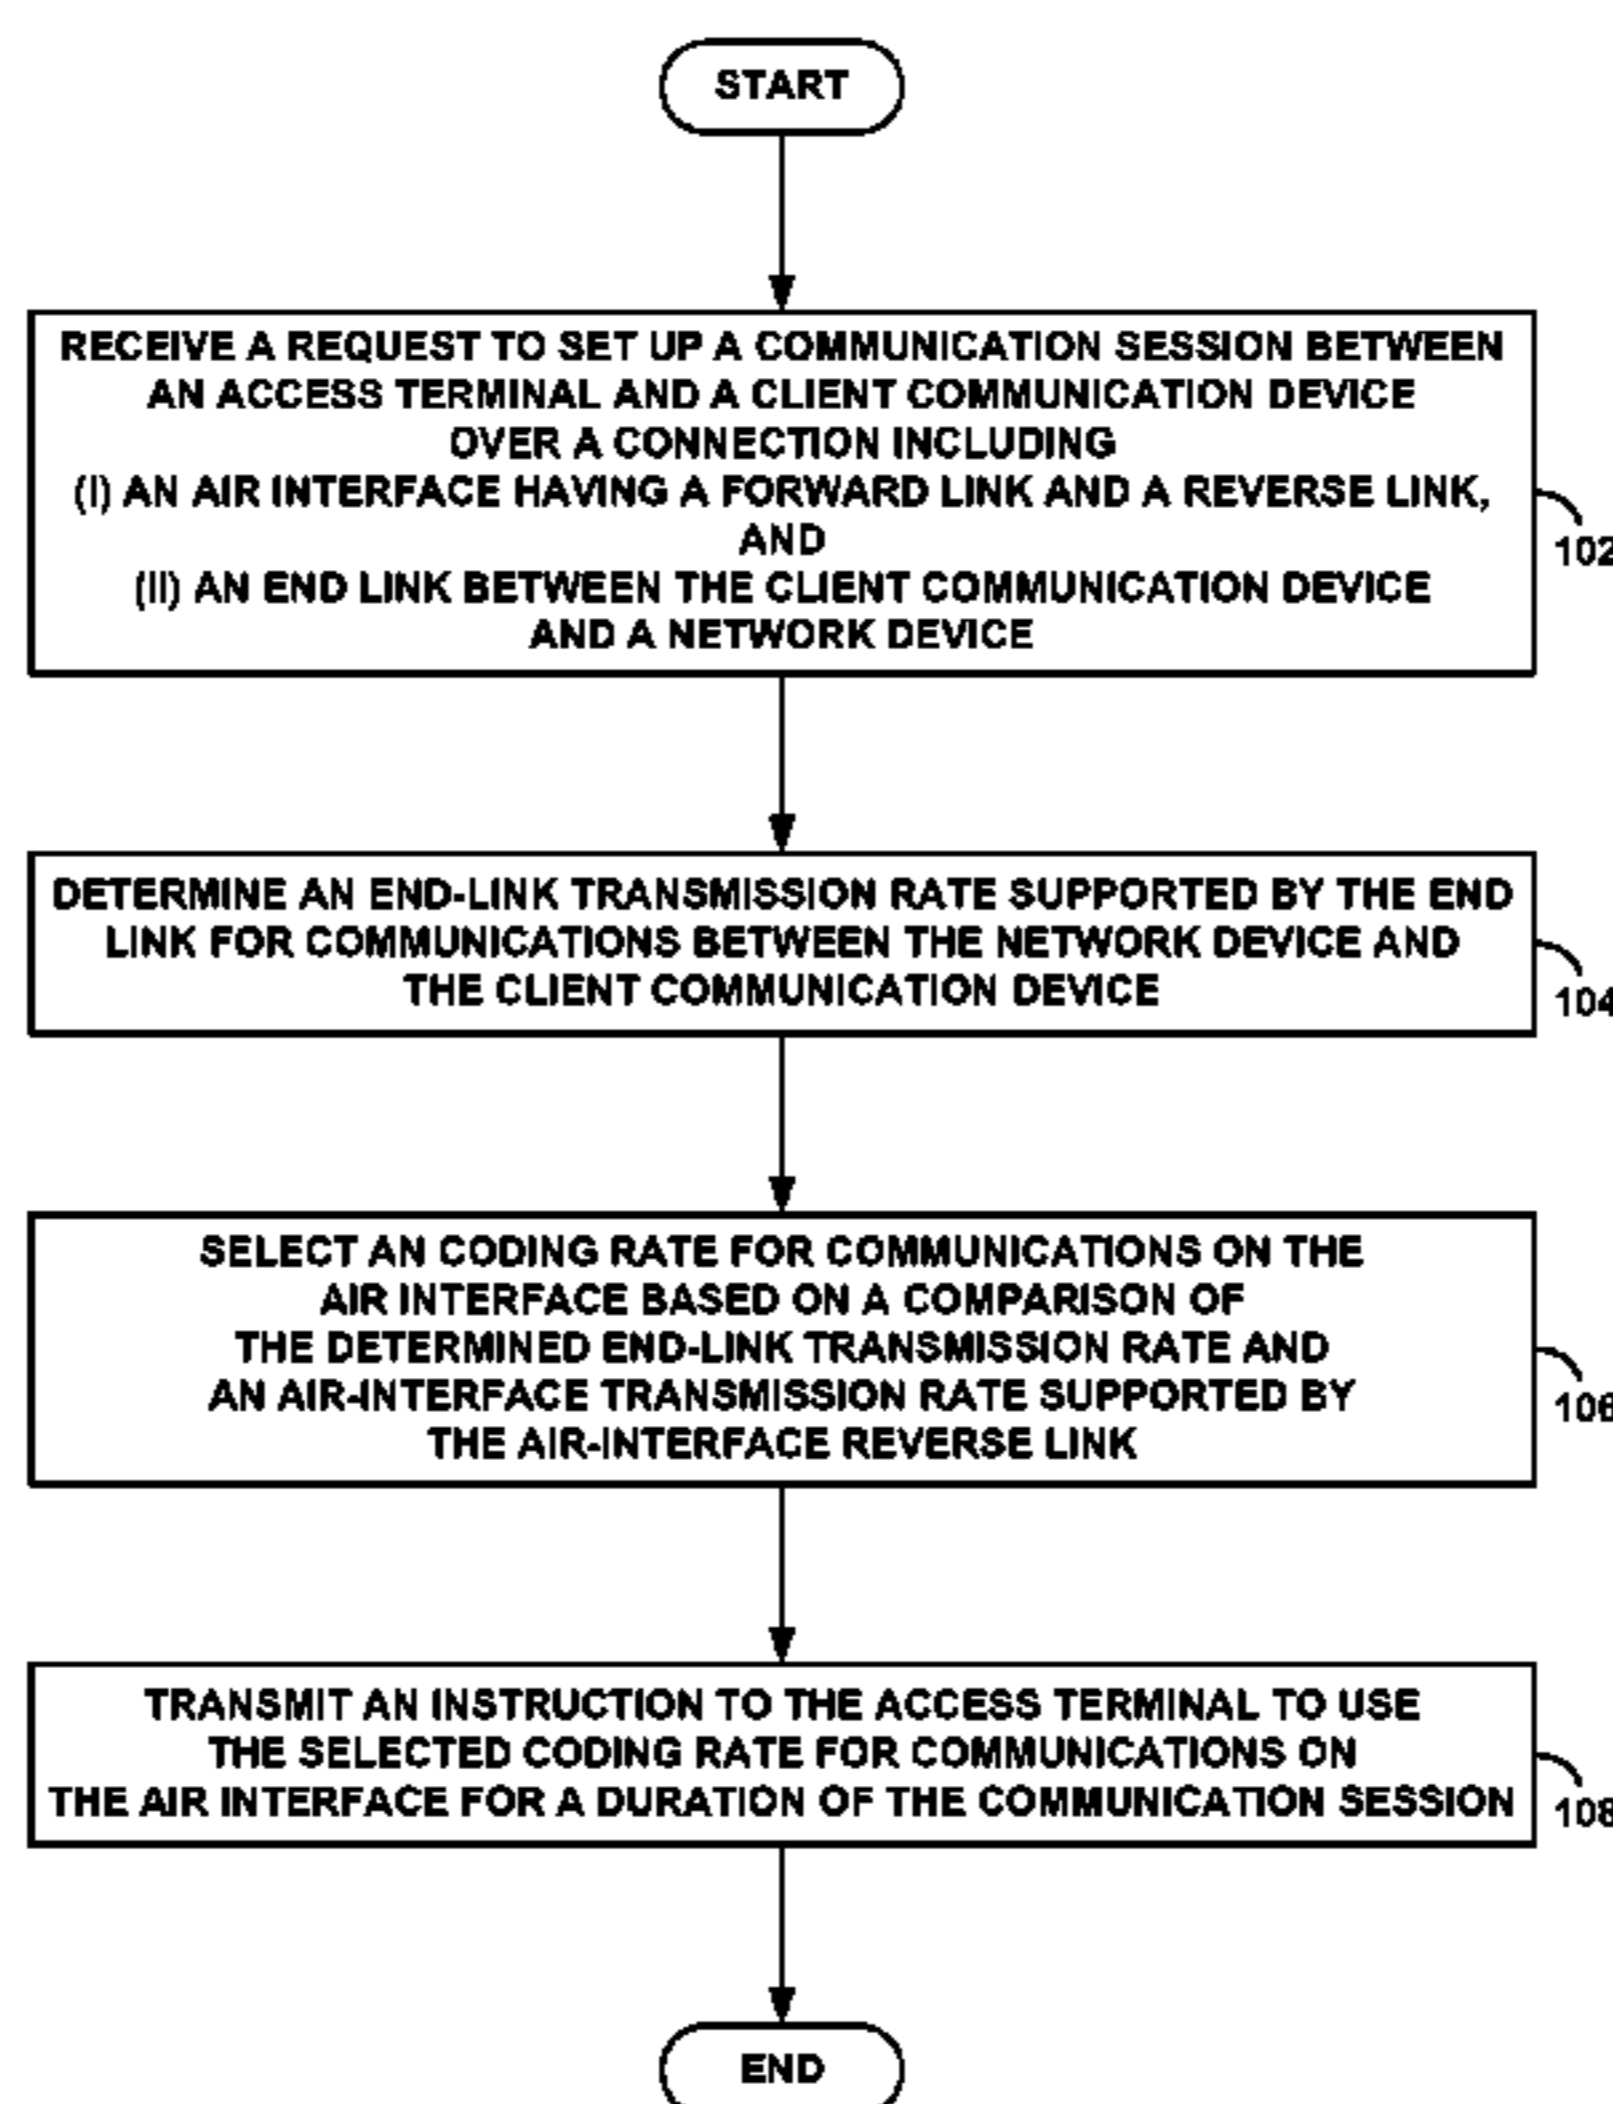 START
RECEIVE A REQUEST TO SET UP A COMMUNICATION SESSION BETWEEN
AN ACCESS TERMINAL AND A CLIENT COMMUNICATION DEVICE
OVER A CONNECTION INCLUDING
(I) AN AIR INTERFACE HAVING A FORWARD LINK AND A REVERSE LINK,
AND
(II) AN END LINK BETWEEN THE CLIENT COMMUNICATION DEVICE
AND A NETWORK DEVICE
102
DETERMINE AN END-LINK TRANSMISSION RATE SUPPORTED BY THE END
LINK FOR COMMUNICATIONS BETWEEN THE NETWORK DEVICE AND
THE CLIENT COMMUNICATION DEVICE
104
SELECT AN CODING RATE FOR COMMUNICATIONS ON THE
AIR INTERFACE BASED ON A COMPARISON OF
THE DETERMINED END-LINK TRANSMISSION RATE AND
AN AIR-INTERFACE TRANSMISSION RATE SUPPORTED BY
THE AIR-INTERFACE REVERSE LINK
106
TRANSMIT AN INSTRUCTION TO THE ACCESS TERMINAL TO USE
THE SELECTED CODING RATE FOR COMMUNICATIONS ON
THE AIR INTERFACE FOR A DURATION OF THE COMMUNICATION SESSION
108
END